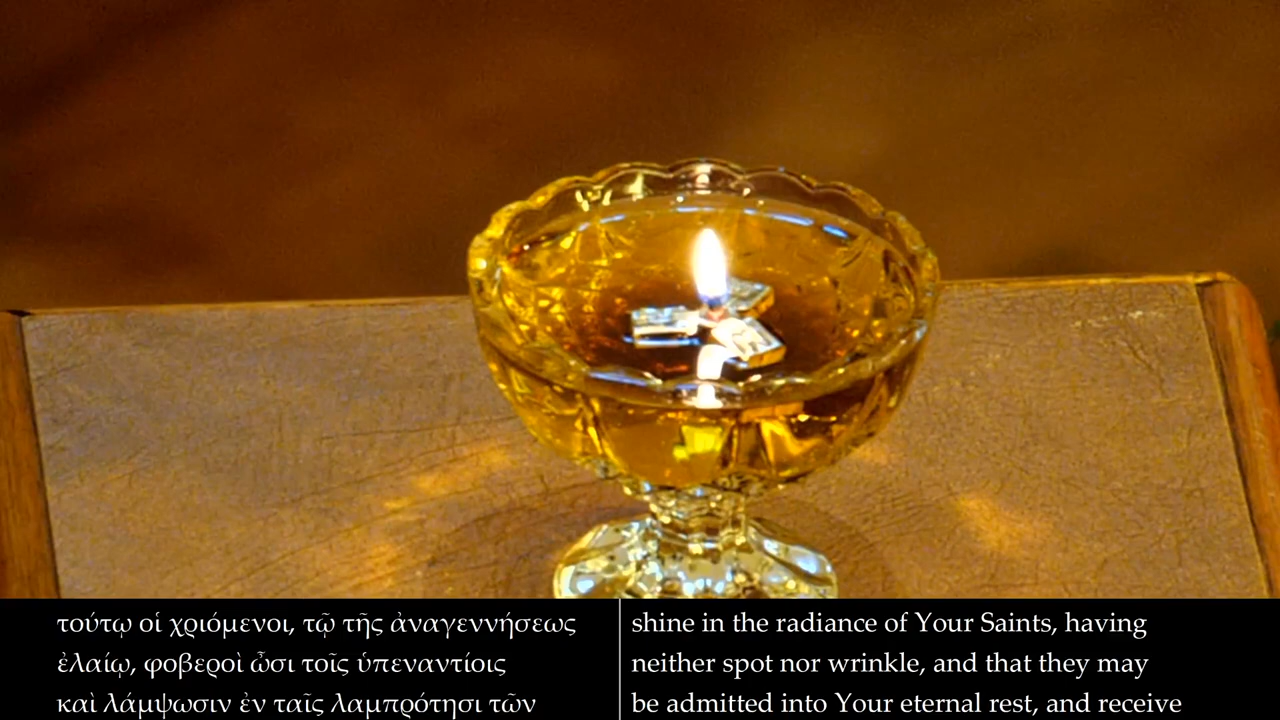 τούτῳ οἱ χριόμενοι, τῷ τῆς ἀναγεννήσεως
ἐλαίῳ, φοβεροὶ ὦσι τοῖς ὑπεναντίοις
καὶ λάμψωσιν ἐν ταῖς λαμπρότησι τῶν
shine in the radiance of Your Saints, having
neither spot nor wrinkle, and that they may
be admitted into Your eternal rest, and receive